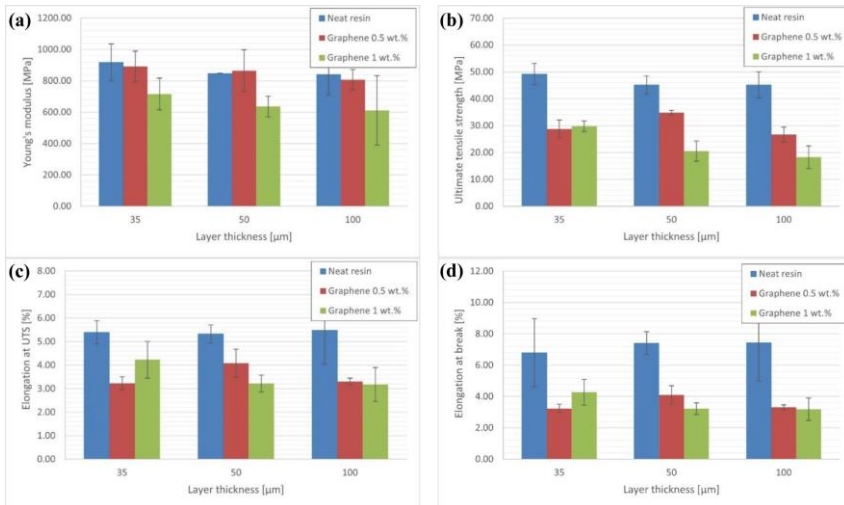 (a)
Neat resin
Graphene 0.5 wt.%
Graphene 1 wt.%
1200.00
1000.00
800.00
600.00
400.00
200.00
0.00
Young's modulus [MPa]
35 50 100
Layer thickness [µm]
(b)
Neat resin
Graphene 0.5 wt.%
Graphene 1 wt.%
70.00
60.00
50.00
40.00
30.00
20.00
10.00
0.00
Ultimate tensile strength [MPa]
35 50 100
Layer thickness [µm]
(c)
Neat resin
Graphene 0.5 wt.%
Graphene 1 wt.%
8.00
7.00
6.00
5.00
4.00
3.00
2.00
1.00
0.00
Elongation at UTS [%]
35 50 100
Layer thickness [µm]
(d)
Neat resin
Graphene 0.5 wt.%
Graphene 1 wt.%
12.00
10.00
8.00
6.00
4.00
2.00
0.00
Elongation at break [%]
35 50 100
Layer thickness [µm]